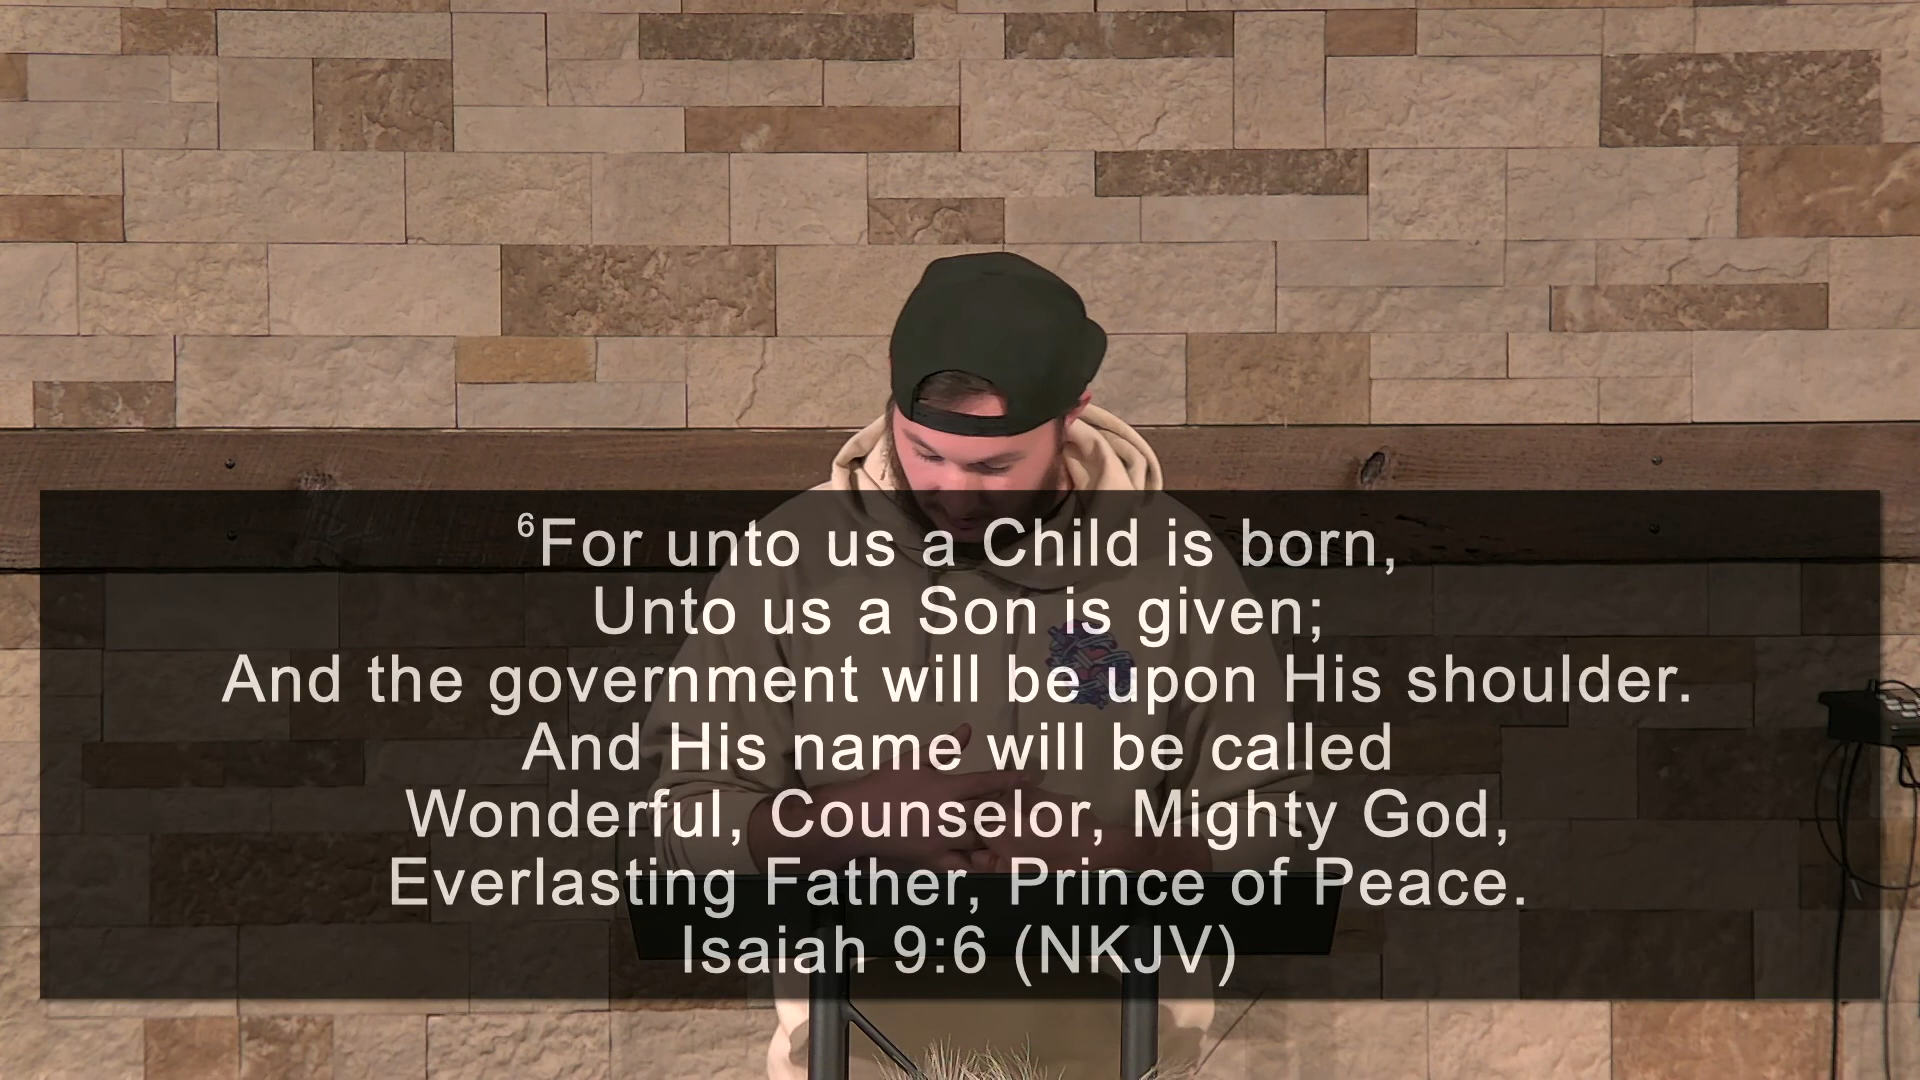 ⁶For unto us a Child is born,
Unto us a Son is given;
And the government will be upon His shoulder.
And His name will be called
Wonderful, Counselor, Mighty God,
Everlasting Father, Prince of Peace.
Isaiah 9:6 (NKJV)